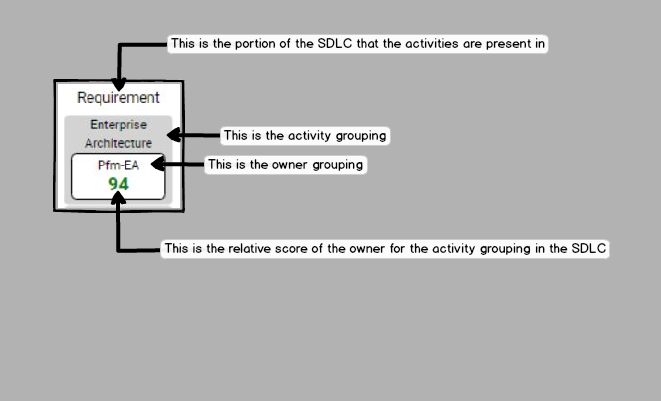 This is the portion of the SDLC that the activities are present in
Requirement
Enterprise
Architecture
This is the activity grouping
Pfm-EA
This is the owner grouping
94
This is the relative score of the owner for the activity grouping in the SDLC